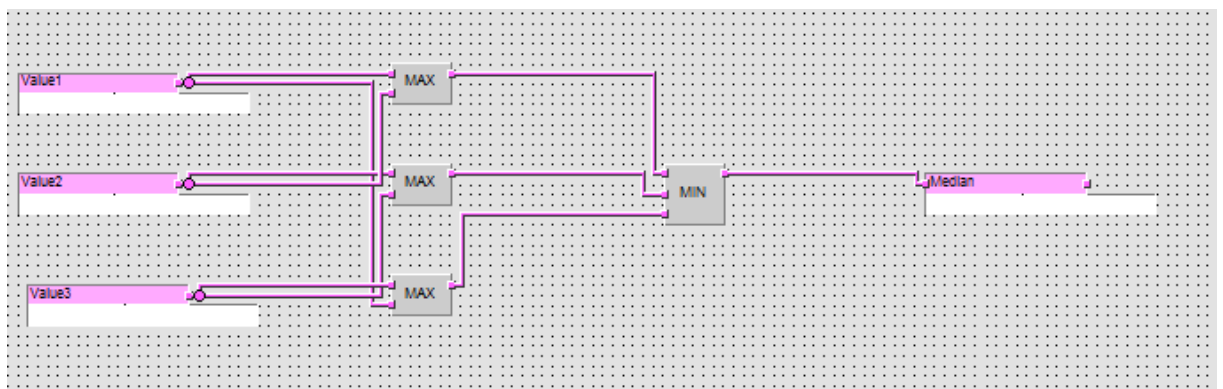 Value1
MAX
Value2
MAX
MIN
Median
Value3
MAX